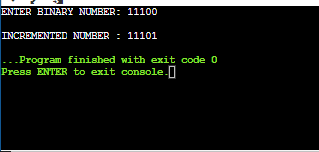 ENTER BINARY NUMBER: 11100
INCREMENTED NUMBER : 11101
...Program finished with exit code 0
Press ENTER to exit console.